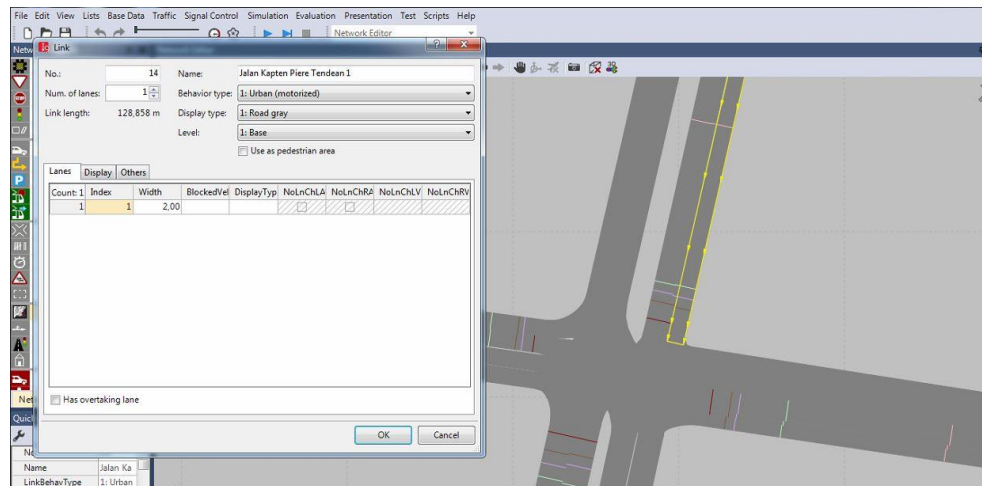 File Edit View Lists Base Data Traffic Signal Control Simulation Evaluation Presentation Test Scripts Help
Network Editor
Netw
Link
No.: 14 Name: Jalan Kapten Piere Tendean 1
Num. of lanes: 1 Behavior type: 1: Urban (motorized)
Link length: 128,858 m Display type: 1: Road gray
Level: 1: Base
Use as pedestrian area
Lanes Display Others
Count: 1 Index Width BlockedVel DisplayTyp NoLnChLA NoLnChRA NoLnChLV NoLnChRV
1 1 2,00
Has overtaking lane
Net
OK Cancel
Quic
Name Jalan Ka
LinkBehavType 1: Urban